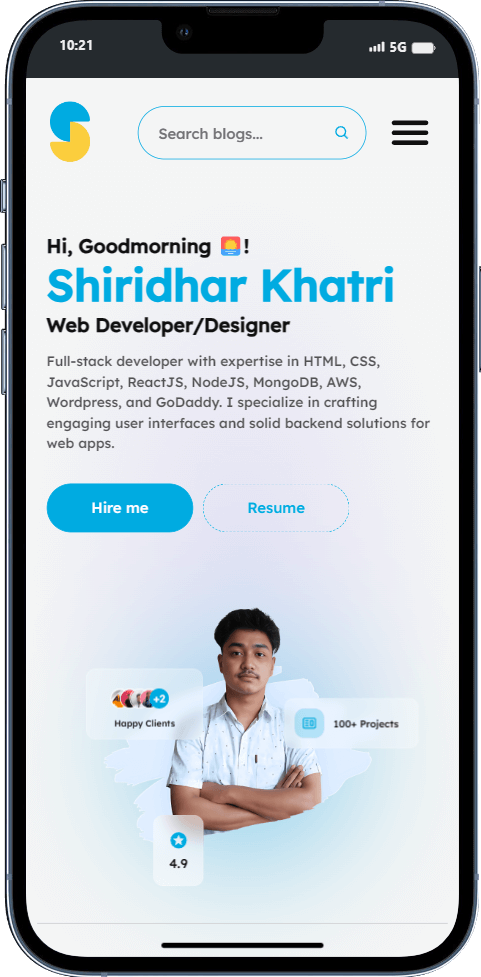 10:21
5G
Search blogs...
Hi, Goodmorning 🌅!
Shiridhar Khatri
Web Developer/Designer
Full-stack developer with expertise in HTML, CSS,
JavaScript, ReactJS, NodeJS, MongoDB, AWS,
Wordpress, and GoDaddy. I specialize in crafting
engaging user interfaces and solid backend solutions for
web apps.
Hire me
Resume
+2
Happy Clients
100+ Projects
4.9